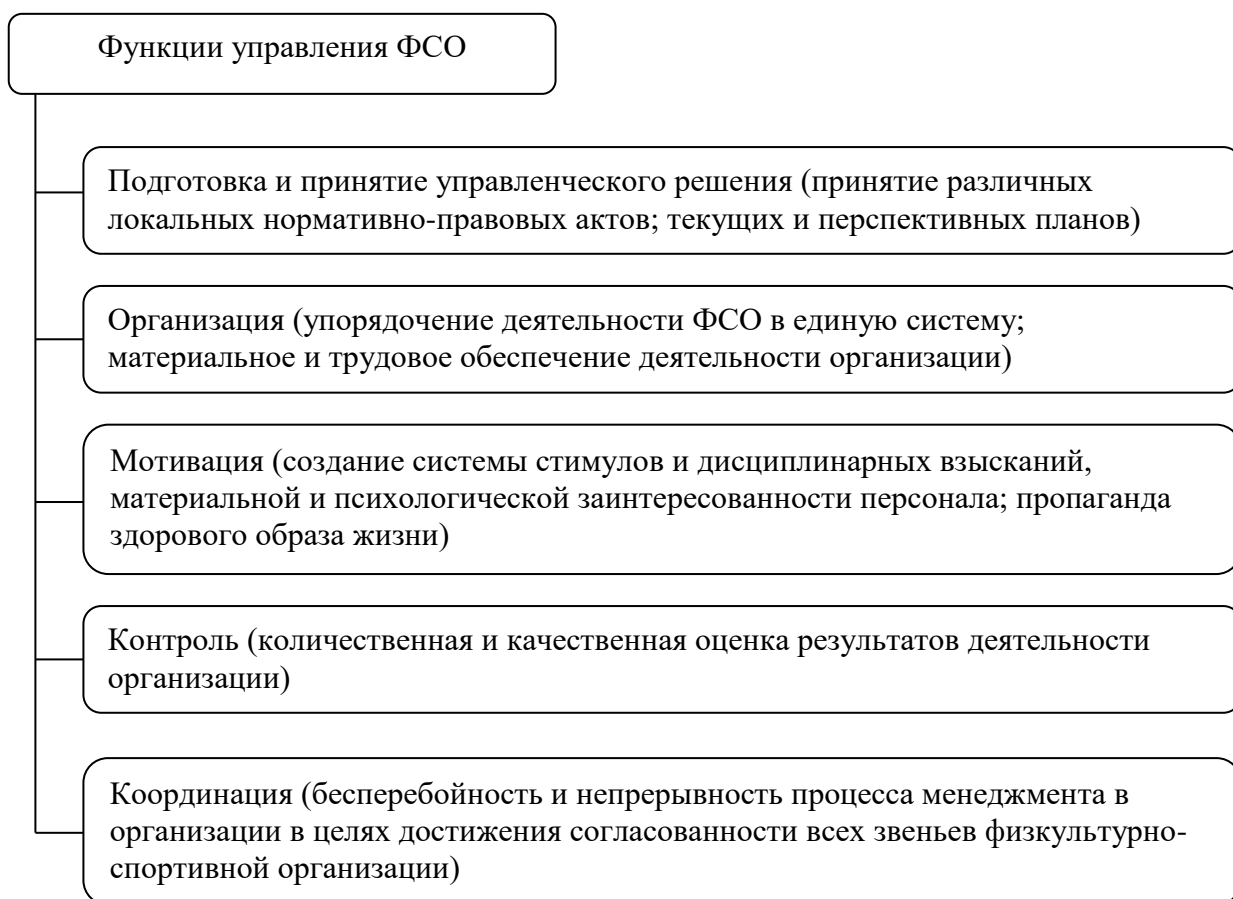 Функции управления ФСО
Подготовка и принятие управленческого решения (принятие различных
локальных нормативно-правовых актов; текущих и перспективных планов)
Организация (упорядочение деятельности ФСО в единую систему;
материальное и трудовое обеспечение деятельности организации)
Мотивация (создание системы стимулов и дисциплинарных взысканий,
материальной и психологической заинтересованности персонала; пропаганда
здорового образа жизни)
Контроль (количественная и качественная оценка результатов деятельности
организации)
Координация (бесперебойность и непрерывность процесса менеджмента в
организации в целях достижения согласованности всех звеньев физкультурно-
спортивной организации)